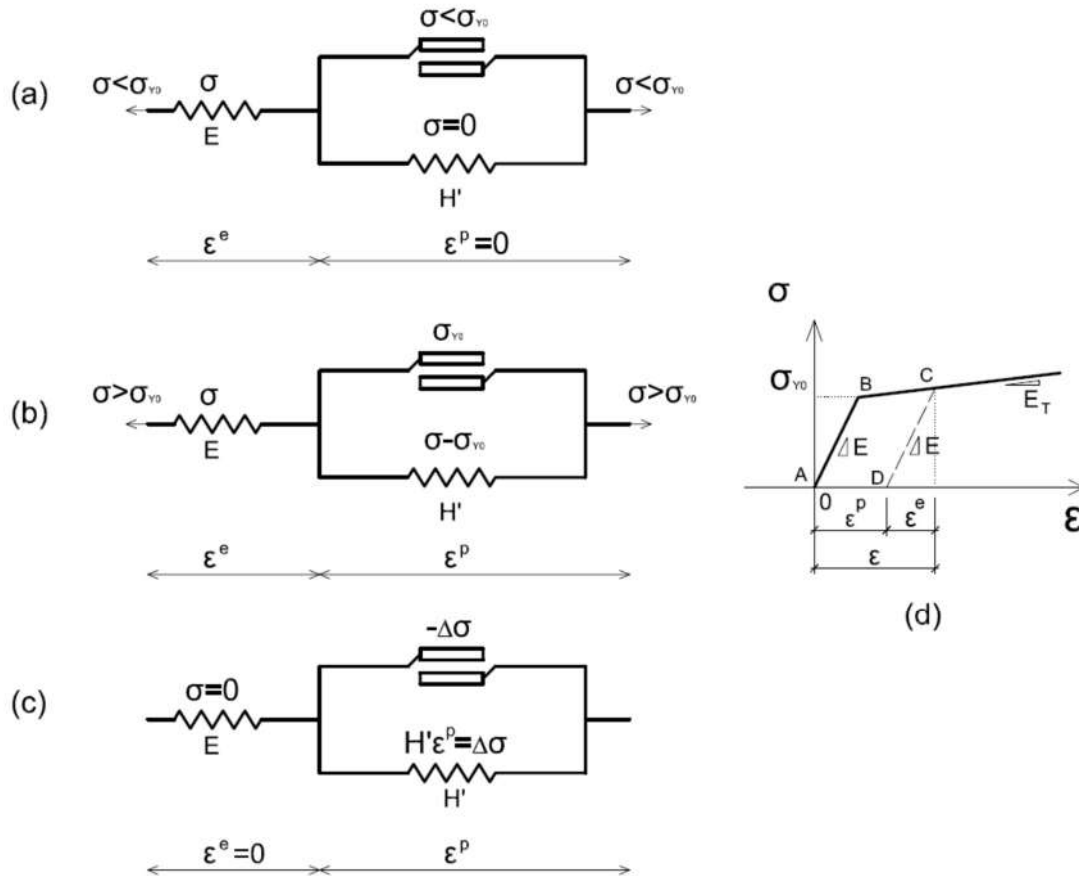 σ<σY0
(a) σ<σY0 σ σ<σY0
E σ=0
H'
εe εp=0
σY0
(b) σ>σY0 σ σ>σY0
E σ-σY0
H'
εe εp
-Δσ
(c) σ=0
E H'εp=Δσ
H'
εe=0 εp
σ
σY0 B C
ET
E E
A D
0 εp εe ε
ε
(d)